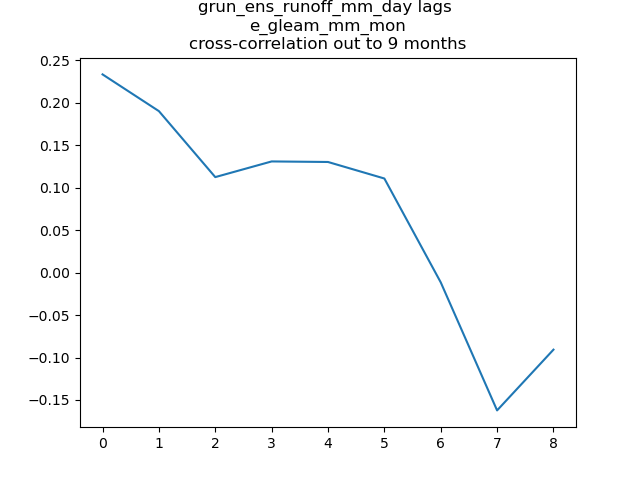 grun_ens_runoff_mm_day lags
e_gleam_mm_mon
cross-correlation out to 9 months
0.25
0.20
0.15
0.10
0.05
0.00
−0.05
−0.10
−0.15
0 1 2 3 4 5 6 7 8